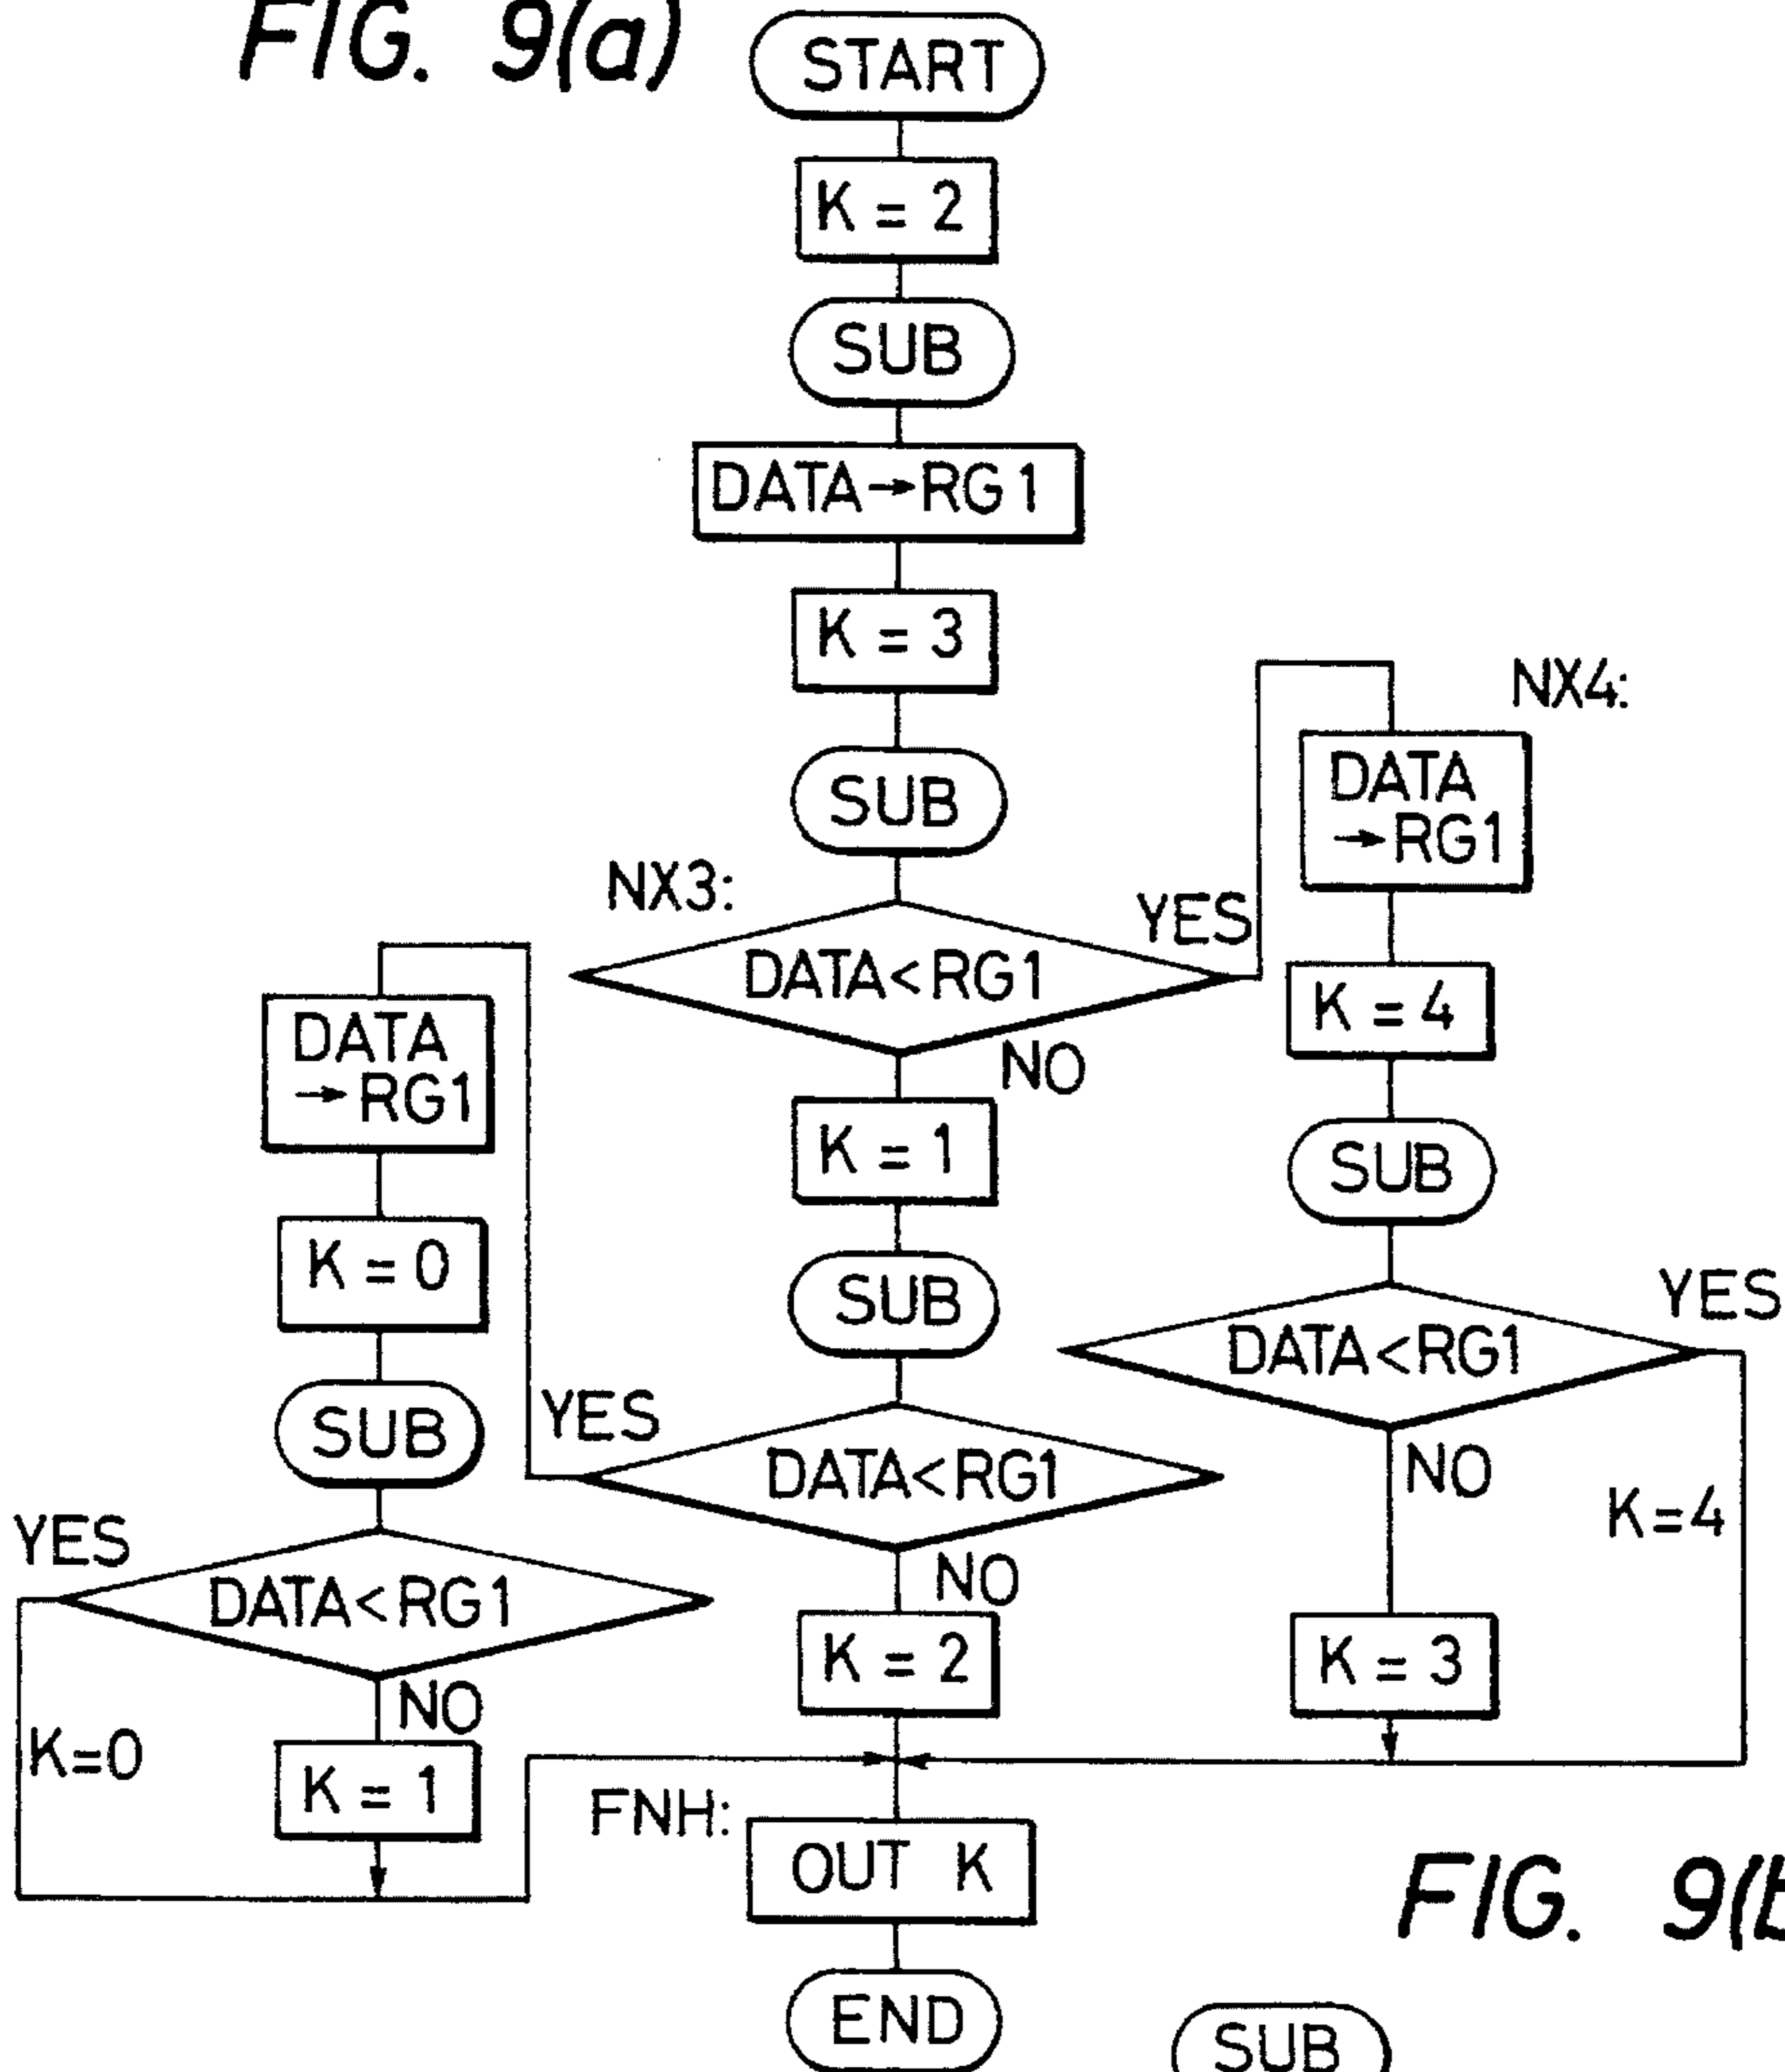 FIG. 9(a)
START
K = 2
SUB
DATA→RG1
K = 3
SUB
NX3:
DATA<RG1
YES
NO
NX4:
DATA
→RG1
K = 4
SUB
DATA<RG1
YES
NO
K=4
K = 3
K = 1
SUB
DATA<RG1
YES
NO
K = 2
DATA
→RG1
K = 0
SUB
DATA<RG1
YES
NO
K=0
K = 1
FNH:
OUT K
END
FIG. 9(b
SUB